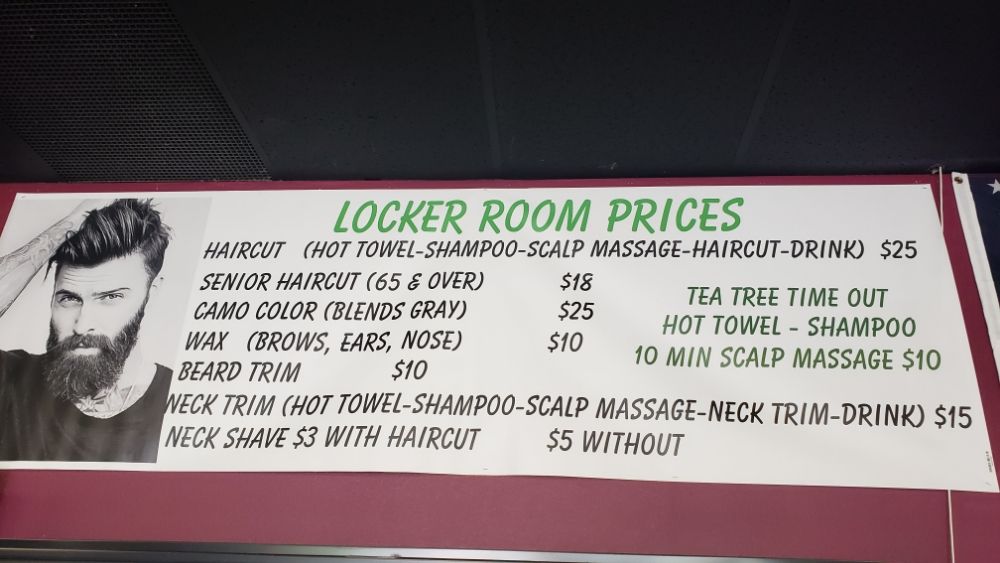 LOCKER ROOM PRICES
HAIRCUT (HOT TOWEL-SHAMPOO-SCALP MASSAGE-HAIRCUT-DRINK) $25
SENIOR HAIRCUT (65 & OVER) $18
CAMO COLOR (BLENDS GRAY) $25
WAX (BROWS, EARS, NOSE) $10
BEARD TRIM $10
TEA TREE TIME OUT
HOT TOWEL - SHAMPOO
10 MIN SCALP MASSAGE $10
NECK TRIM (HOT TOWEL-SHAMPOO-SCALP MASSAGE-NECK TRIM-DRINK) $15
NECK SHAVE $3 WITH HAIRCUT $5 WITHOUT